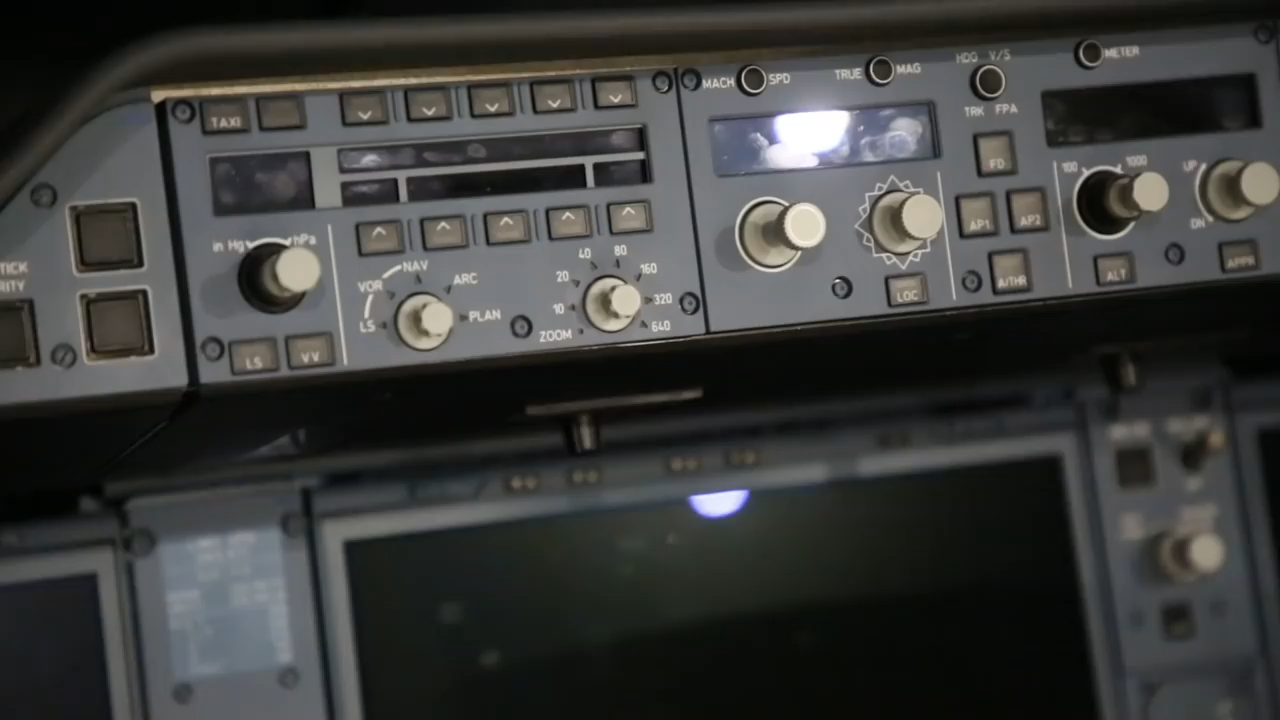 TAXI
in Hg hPa
LS VV
LS
VOR
NAV
ARC
PLAN
ZOOM
10
20
40
80
160
320
640
MACH SPD
TRUE MAG
HDG V/S
TRK FPA
METER
FD
AP1 AP2
LOC
A/THR
100 1000
ALT
UP
DN
APPR
TICK
RITY